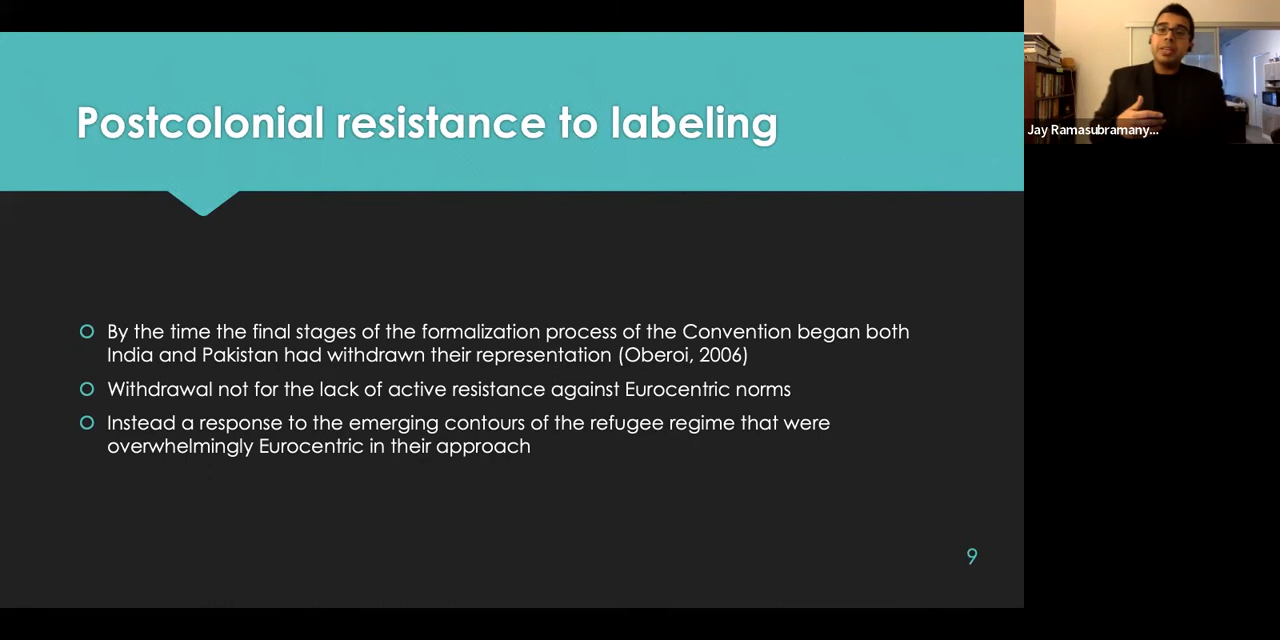 Postcolonial resistance to labeling
Jay Ramasubramany...
By the time the final stages of the formalization process of the Convention began both
India and Pakistan had withdrawn their representation (Oberoi, 2006)
Withdrawal not for the lack of active resistance against Eurocentric norms
Instead a response to the emerging contours of the refugee regime that were
overwhelmingly Eurocentric in their approach
9